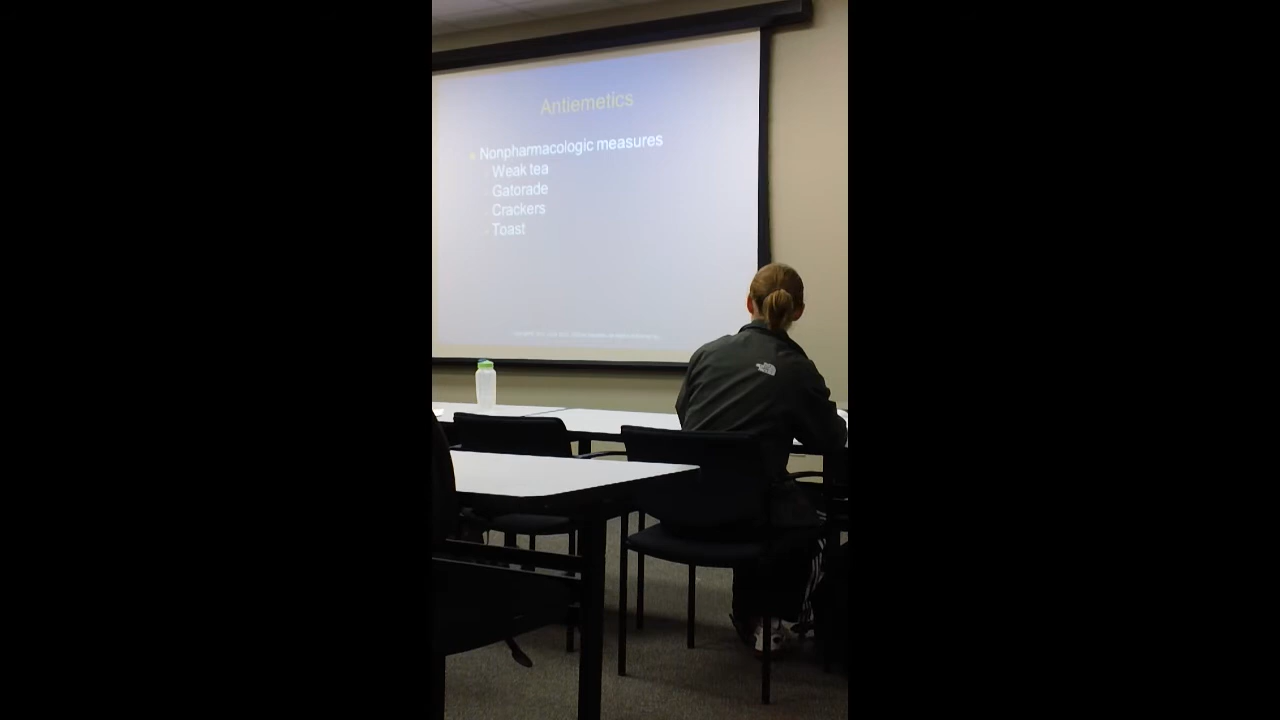 Antiemetics
Nonpharmacologic measures
Weak tea
Gatorade
Crackers
Toast